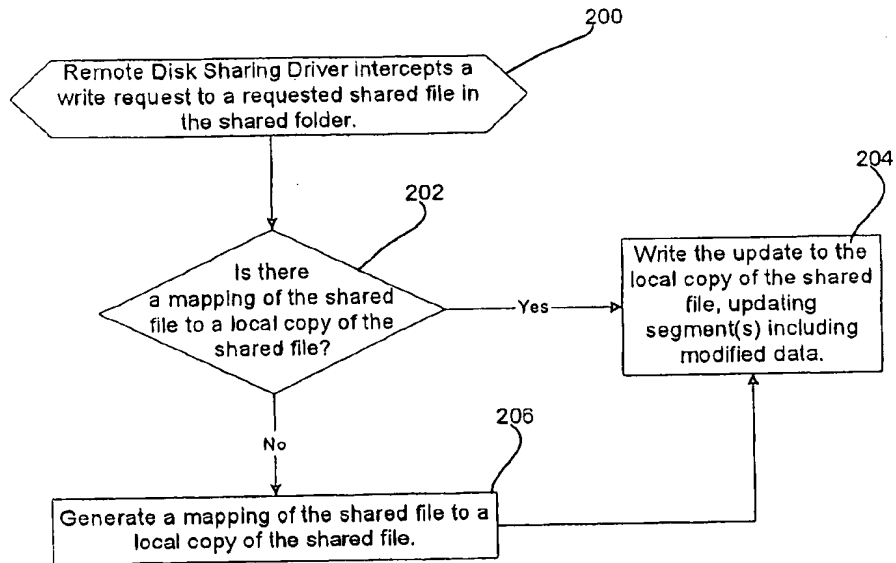 200
Remote Disk Sharing Driver intercepts a
write request to a requested shared file in
the shared folder.
202
Is there
a mapping of the shared
file to a local copy of the
shared file?
Yes
204
Write the update to the
local copy of the shared
file, updating
segment(s) including
modified data.
No
206
Generate a mapping of the shared file to a
local copy of the shared file.